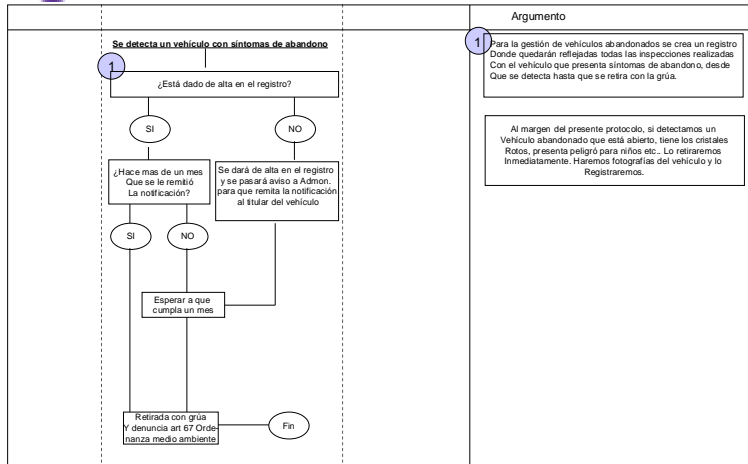 Argumento
Se detecta un vehículo con síntomas de abandono
1
¿Está dado de alta en el registro?
SI
NO
¿Hace mas de un mes
Que se le remitió
La notificación?
Se dará de alta en el registro
y se pasará aviso a Admon.
para que remita la notificación
al titular del vehículo
SI
NO
Esperar a que
cumpla un mes
Retirada con grúa
Y denuncia art 67 Orde-
nanza medio ambiente
Fin
1
Para la gestión de vehículos abandonados se crea un registro
Donde quedarán reflejadas todas las inspecciones realizadas
Con el vehículo que presenta síntomas de abandono, desde
Que se detecta hasta que se retira con la grúa.
Al margen del presente protocolo, si detectamos un
Vehículo abandonado que está abierto, tiene los cristales
Rotos, presenta peligró para niños etc.. Lo retiraremos
Inmediatamente. Haremos fotografías del vehículo y lo
Registraremos.